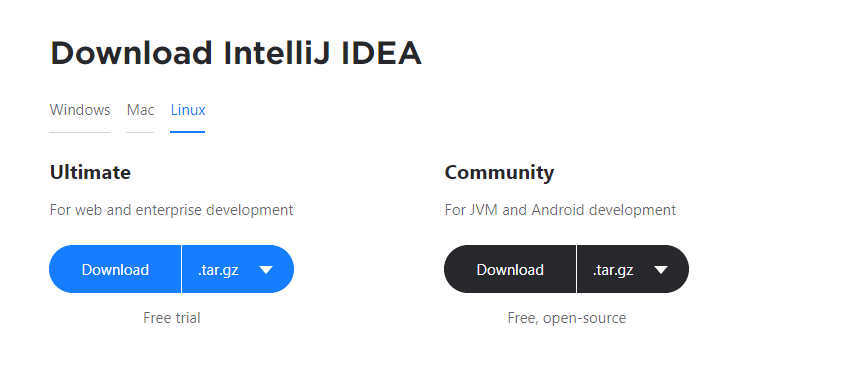 Download IntelliJ IDEA
Windows Mac Linux
Ultimate
For web and enterprise development
Download .tar.gz
Free trial
Community
For JVM and Android development
Download .tar.gz
Free, open-source